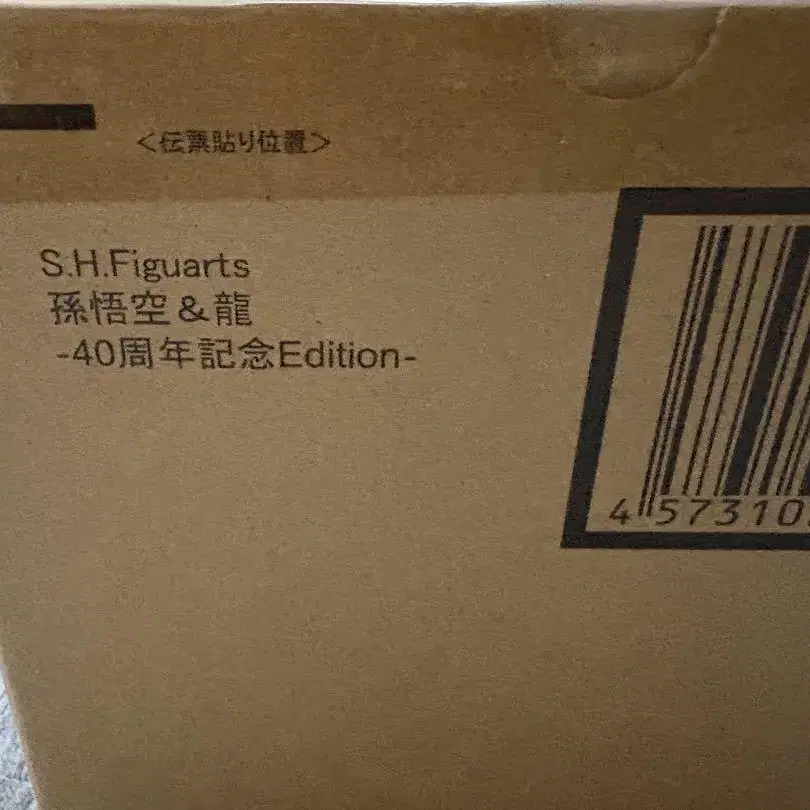 <伝票貼り位置>
S.H.Figuarts
孫悟空&龍
-40周年記念Edition-
4 57310